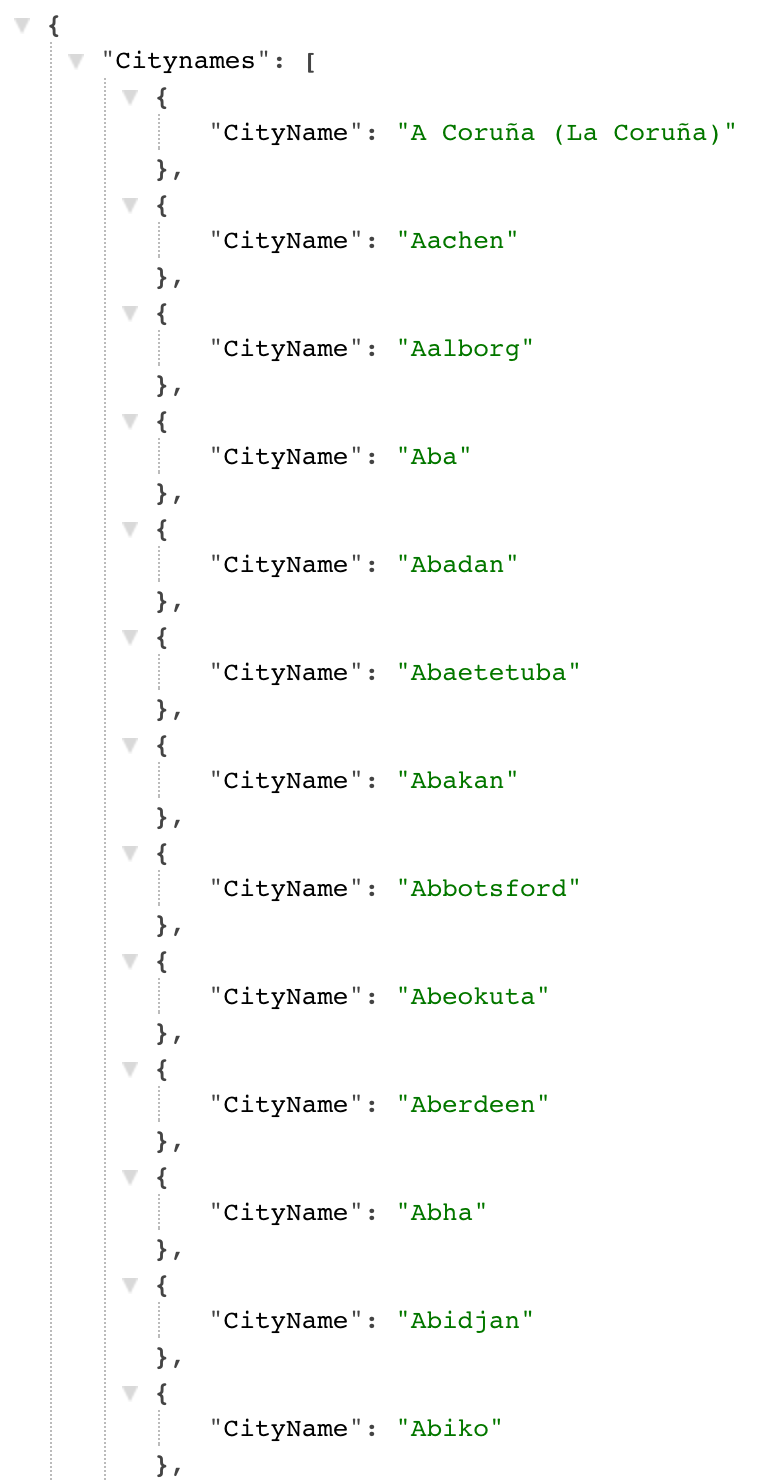 {
"Citynames": [
{
"CityName": "A Coruña (La Coruña)"
},
{
"CityName": "Aachen"
},
{
"CityName": "Aalborg"
},
{
"CityName": "Aba"
},
{
"CityName": "Abadan"
},
{
"CityName": "Abaetetuba"
},
{
"CityName": "Abakan"
},
{
"CityName": "Abbotsford"
},
{
"CityName": "Abeokuta"
},
{
"CityName": "Aberdeen"
},
{
"CityName": "Abha"
},
{
"CityName": "Abidjan"
},
{
"CityName": "Abiko"
},